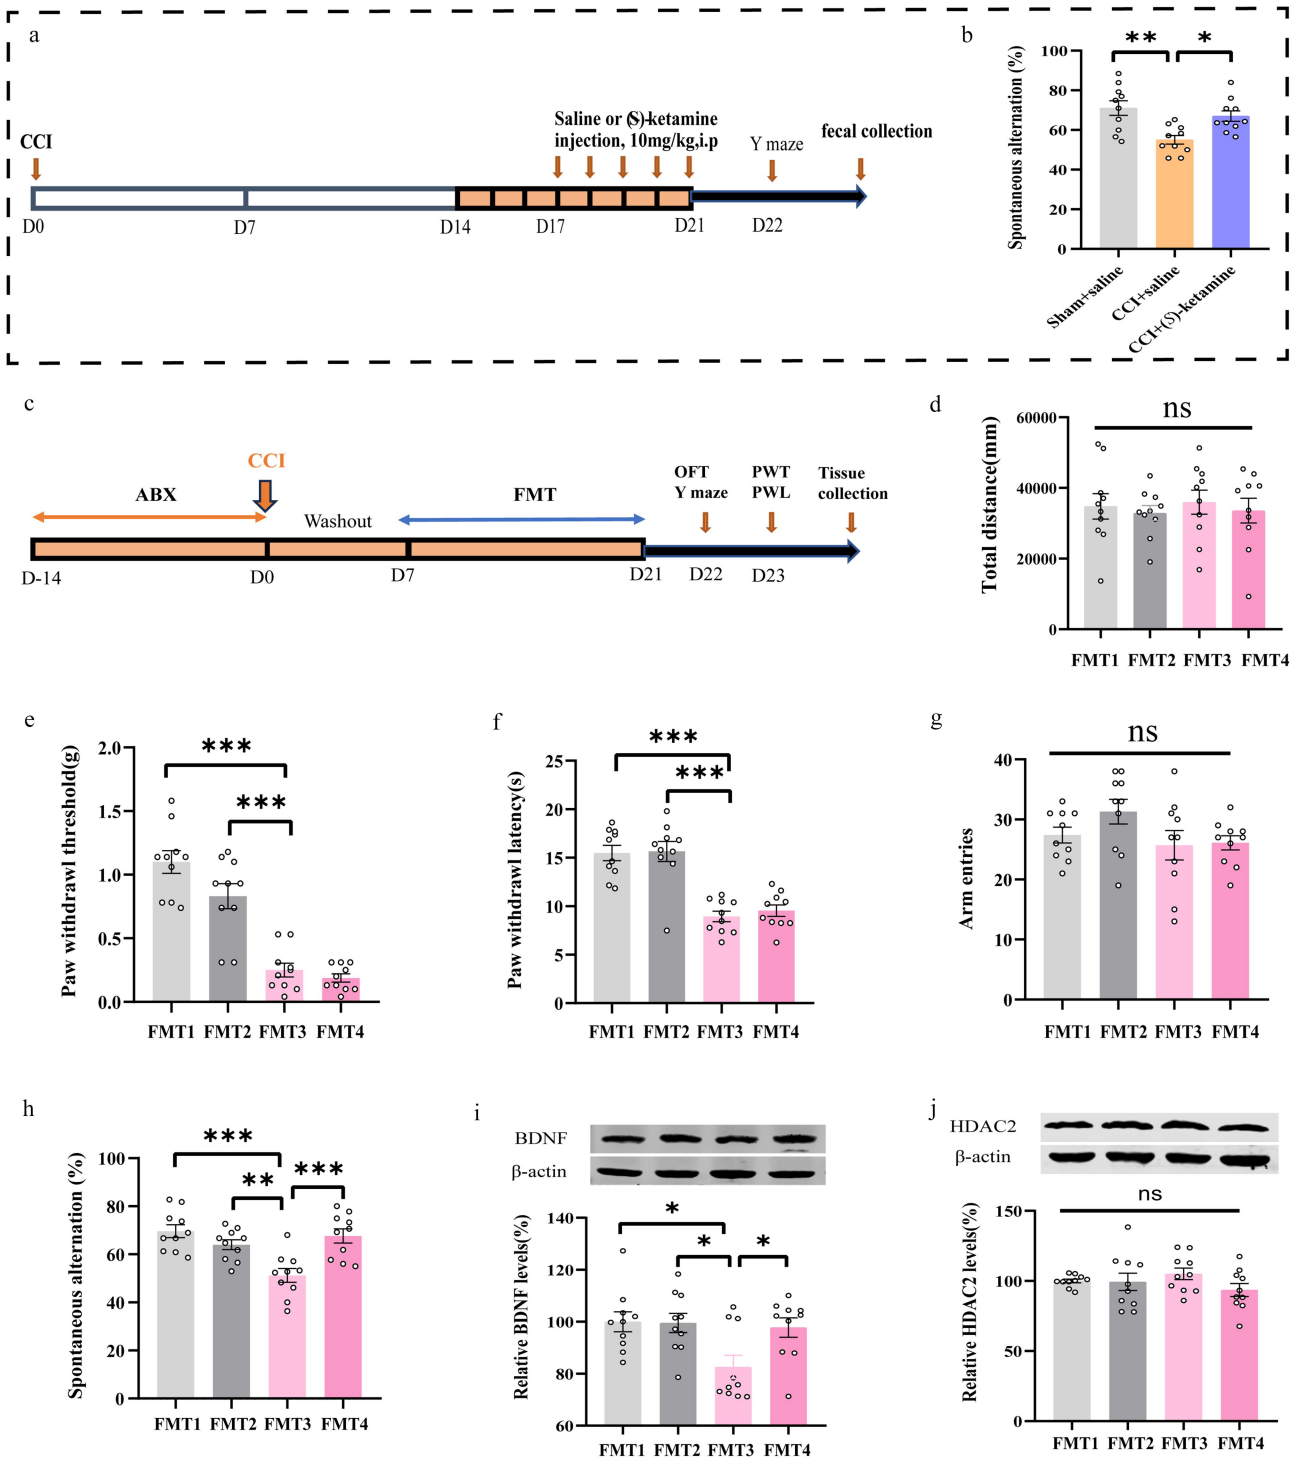 a
CCI
Saline or (S)-ketamine
injection, 10mg/kg,i.p
Y maze
fecal collection
D0
D7
D14
D17
D21
D22
b
Spontaneous alternation (%)
100
80
60
40
20
0
**
*
Sham+saline
CCI+saline
CCI+(S)-ketamine
c
CCI
ABX
Washout
FMT
OFT
Y maze
PWT
PWL
Tissue
collection
D-14
D0
D7
D21
D22
D23
d
Total distance(mm)
60000
40000
20000
0
ns
FMT1 FMT2 FMT3 FMT4
e
Paw withdrawl threshold(g)
2.0
1.5
1.0
0.5
0.0
***
***
FMT1 FMT2 FMT3 FMT4
f
Paw withdrawl latency(s)
25
20
15
10
5
0
***
***
FMT1 FMT2 FMT3 FMT4
g
Arm entries
40
30
20
10
0
ns
FMT1 FMT2 FMT3 FMT4
h
Spontaneous alternation (%)
100
80
60
40
20
0
***
**
***
FMT1 FMT2 FMT3 FMT4
i
BDNF
β-actin
Relative BDNF levels(%)
140
120
100
80
60
*
*
*
FMT1 FMT2 FMT3 FMT4
j
HDAC2
β-actin
Relative HDAC2 levels(%)
150
100
50
0
ns
FMT1 FMT2 FMT3 FMT4